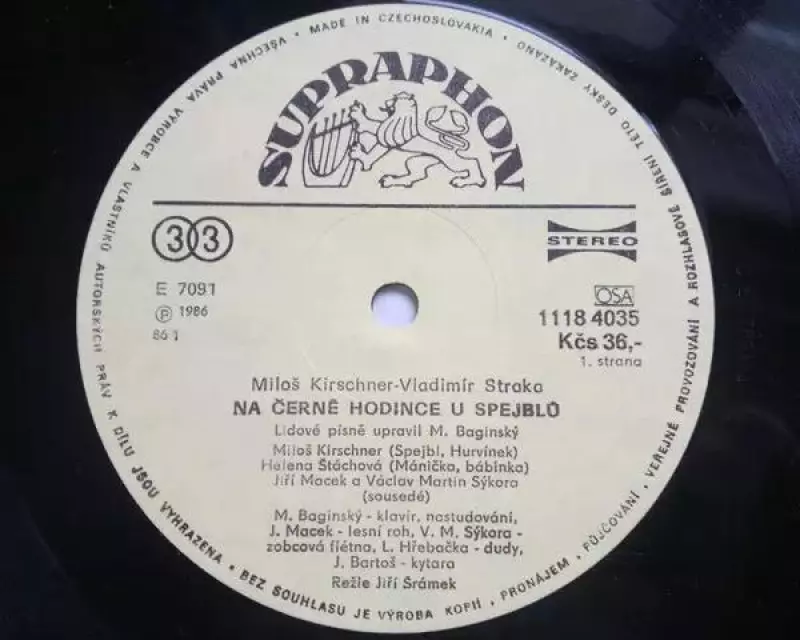 MADE IN CZECHOSLOVAKIA · VŠECHNA PRÁVA VÝROBCE A VLASTNÍKŮ AUTORSKÝCH PRÁV K DÍLU JSOU VYHRAZENA · BEZ SOUHLASU JE VÝROBA KOPIÍ, PRONÁJEM, PŮJČOVÁNÍ, VEŘEJNÉ PROVOZOVÁNÍ A ROZHLASOVÉ ŠÍŘENÍ TÉTO DESKY ZAKÁZÁNO
SUPRAPHON
33
STEREO
E 7091
℗ 1986
86 1
OSA
1118 4035
Kčs 36,-
1. strana
Miloš Kirschner-Vladimír Straka
NA ČERNÉ HODINCE U SPEJBLŮ
Lidové písně upravil M. Baginský
Miloš Kirschner (Spejbl, Hurvínek)
Helena Štáchová (Mánička, bábinka)
Jiří Macek a Václav Martin Sýkora
(sousedé)
M. Baginský - klavír, nastudování,
J. Macek - lesní roh, V. M. Sýkora -
zobcová flétna, L. Hřebačka - dudy,
J. Bartoš - kytara
Režie Jiří Šrámek